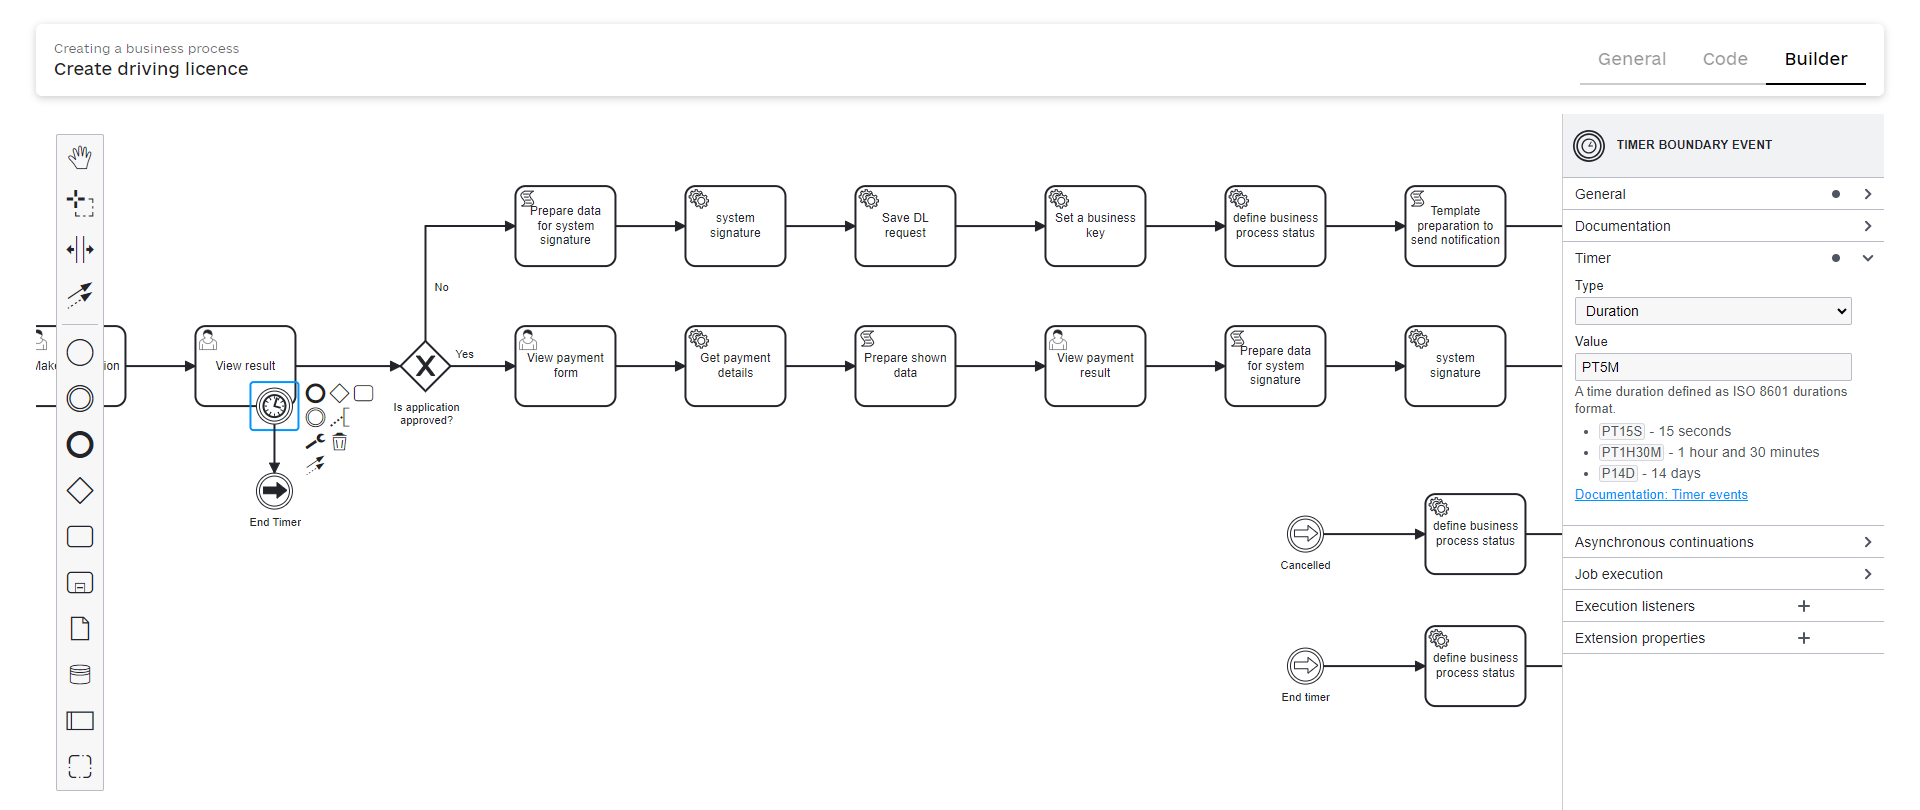 Creating a business process
Create driving licence
General
Code
Builder
Prepare data
for system
signature
system
signature
Save DL
request
Set a business
key
define business
process status
Template
preparation to
send notification
No
View result
Yes
Is application
approved?
View payment
form
Get payment
details
Prepare shown
data
View payment
result
Prepare data
for system
signature
system
signature
End Timer
Cancelled
define business
process status
End timer
define business
process status
TIMER BOUNDARY EVENT
General
Documentation
Timer
Type
Duration
Value
PT5M
A time duration defined as ISO 8601 durations
format.
PT15S - 15 seconds
PT1H30M - 1 hour and 30 minutes
P14D - 14 days
Documentation: Timer events
Asynchronous continuations
Job execution
Execution listeners
Extension properties